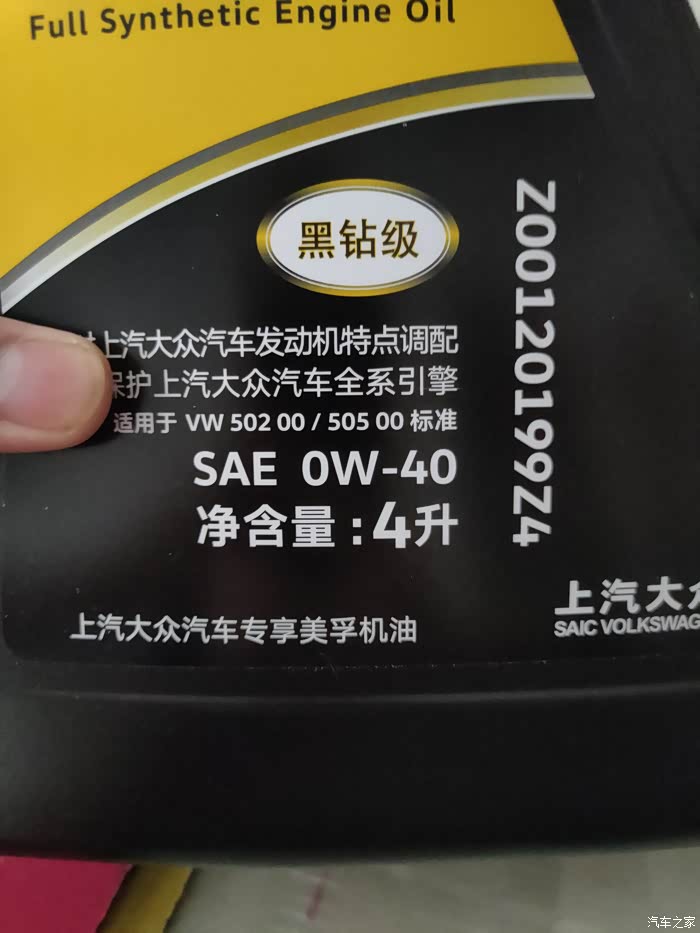 Full Synthetic Engine Oil
黑钻级
上汽大众汽车发动机特点调配
保护上汽大众汽车全系引擎
适用于 VW 502 00 / 505 00 标准
SAE 0W-40
净含量:4升
Z00120199Z4
上汽大众汽车专享美孚机油
上汽大
SAIC VOLKSWAG
汽车之家